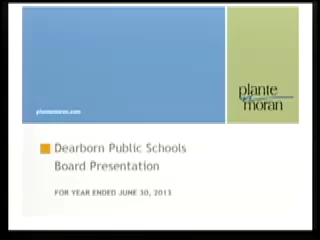 plante
moran
plantemoran.com
Dearborn Public Schools
Board Presentation
FOR YEAR ENDED JUNE 30, 2013